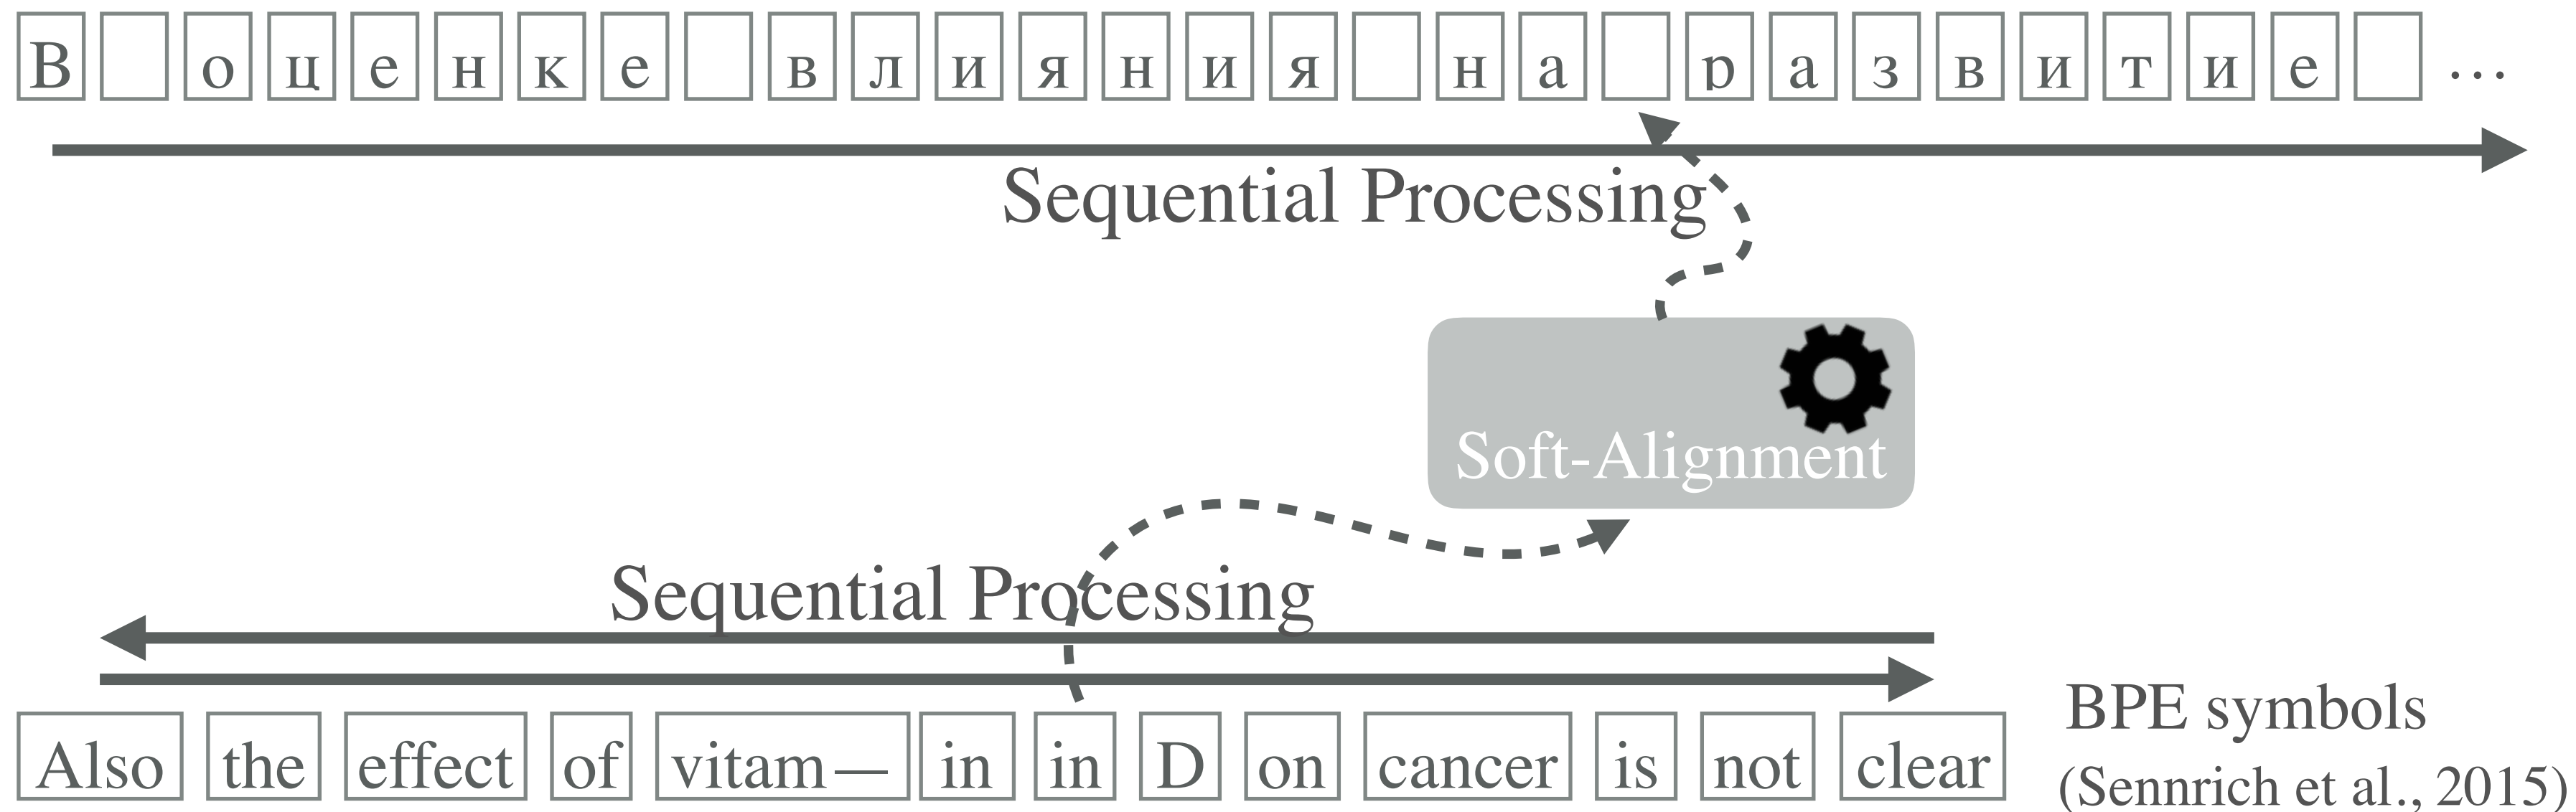 В оценке влияния на развитие ...
Sequential Processing
Soft-Alignment
Sequential Processing
Also the effect of vitam— in in D on cancer is not clear
BPE symbols
(Sennrich et al., 2015)